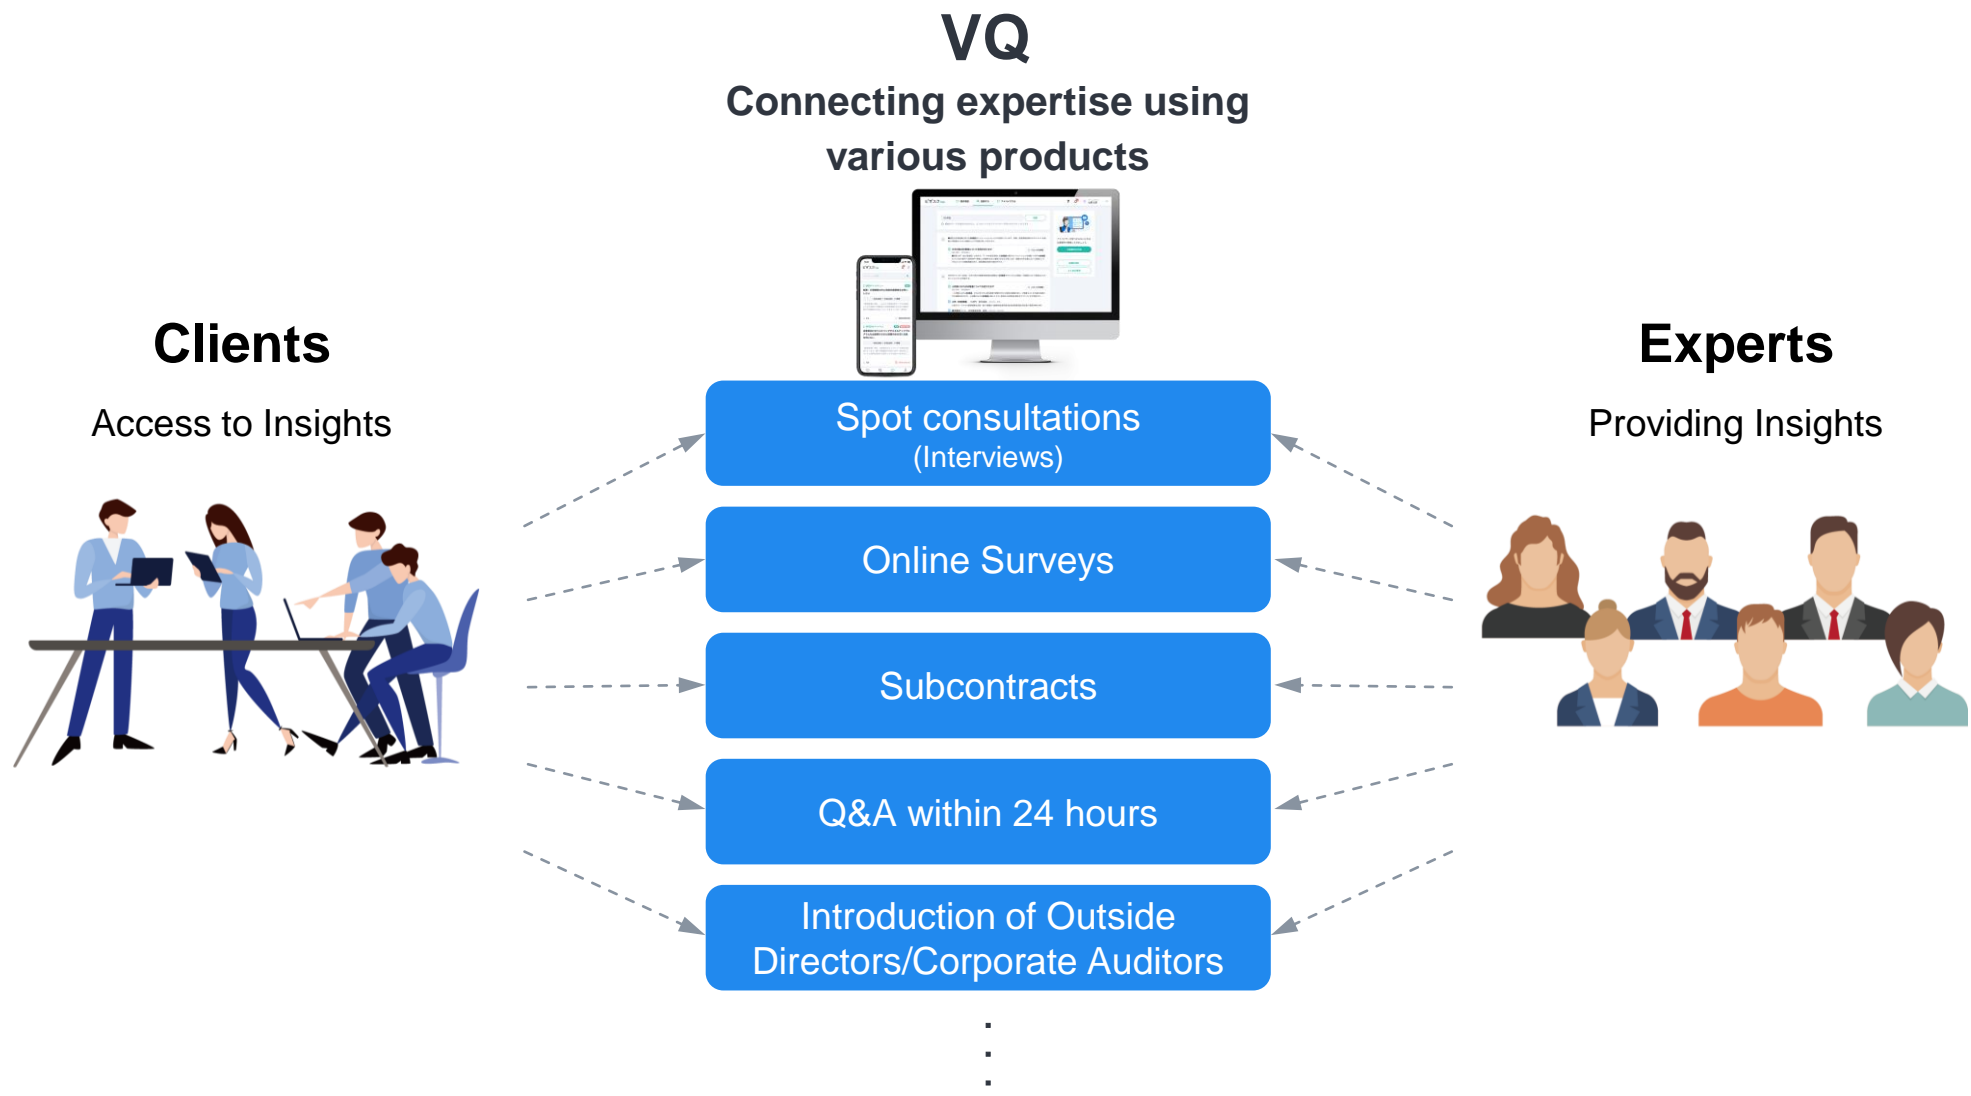 VQ
Connecting expertise using
various products
Clients
Access to Insights
Experts
Providing Insights
Spot consultations
(Interviews)
Online Surveys
Subcontracts
Q&A within 24 hours
Introduction of Outside
Directors/Corporate Auditors